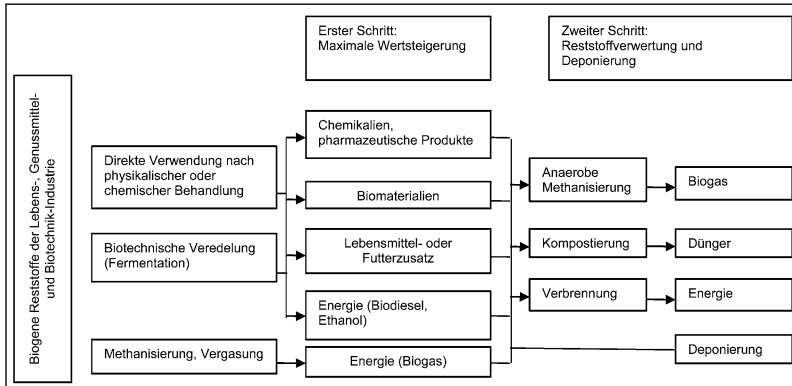 Erster Schritt:
Maximale Wertsteigerung
Zweiter Schritt:
Reststoffverwertung und
Deponierung
Biogene Reststoffe der Lebens-, Genussmittel-
und Biotechnik-Industrie
Direkte Verwendung nach
physikalischer oder
chemischer Behandlung
Biotechnische Veredelung
(Fermentation)
Methanisierung, Vergasung
Chemikalien,
pharmazeutische Produkte
Biomaterialien
Lebensmittel- oder
Futterzusatz
Energie (Biodiesel,
Ethanol)
Energie (Biogas)
Anaerobe
Methanisierung
Kompostierung
Verbrennung
Biogas
Dünger
Energie
Deponierung